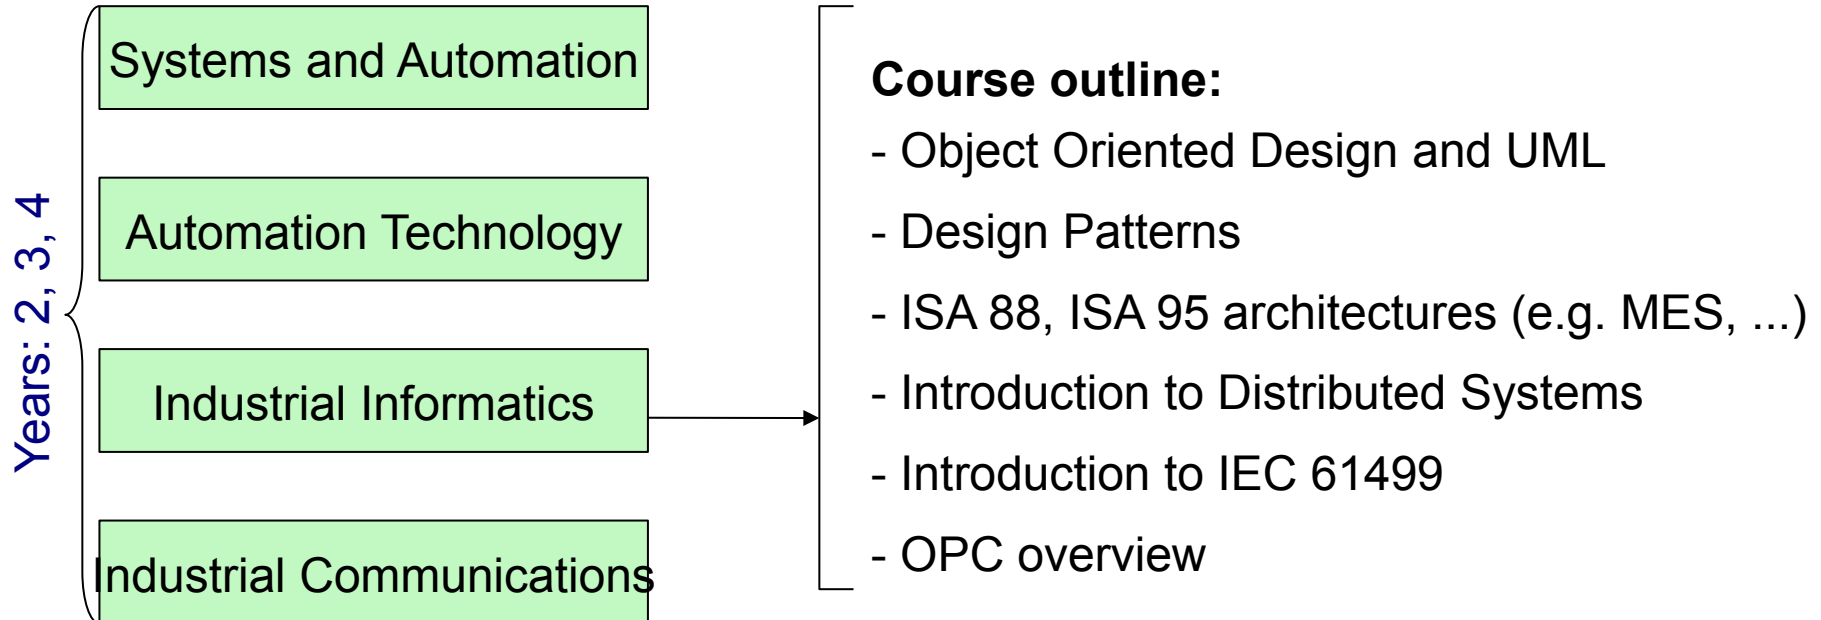 Years: 2, 3, 4
Systems and Automation
Automation Technology
Industrial Informatics
Industrial Communications
Course outline:
- Object Oriented Design and UML
- Design Patterns
- ISA 88, ISA 95 architectures (e.g. MES, ...)
- Introduction to Distributed Systems
- Introduction to IEC 61499
- OPC overview